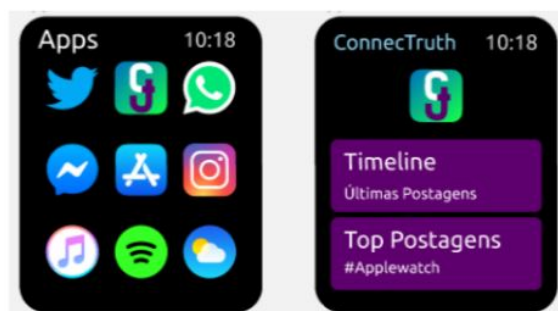 Apps 10:18
ConnecTruth 10:18
Timeline
Últimas Postagens
Top Postagens
#Applewatch